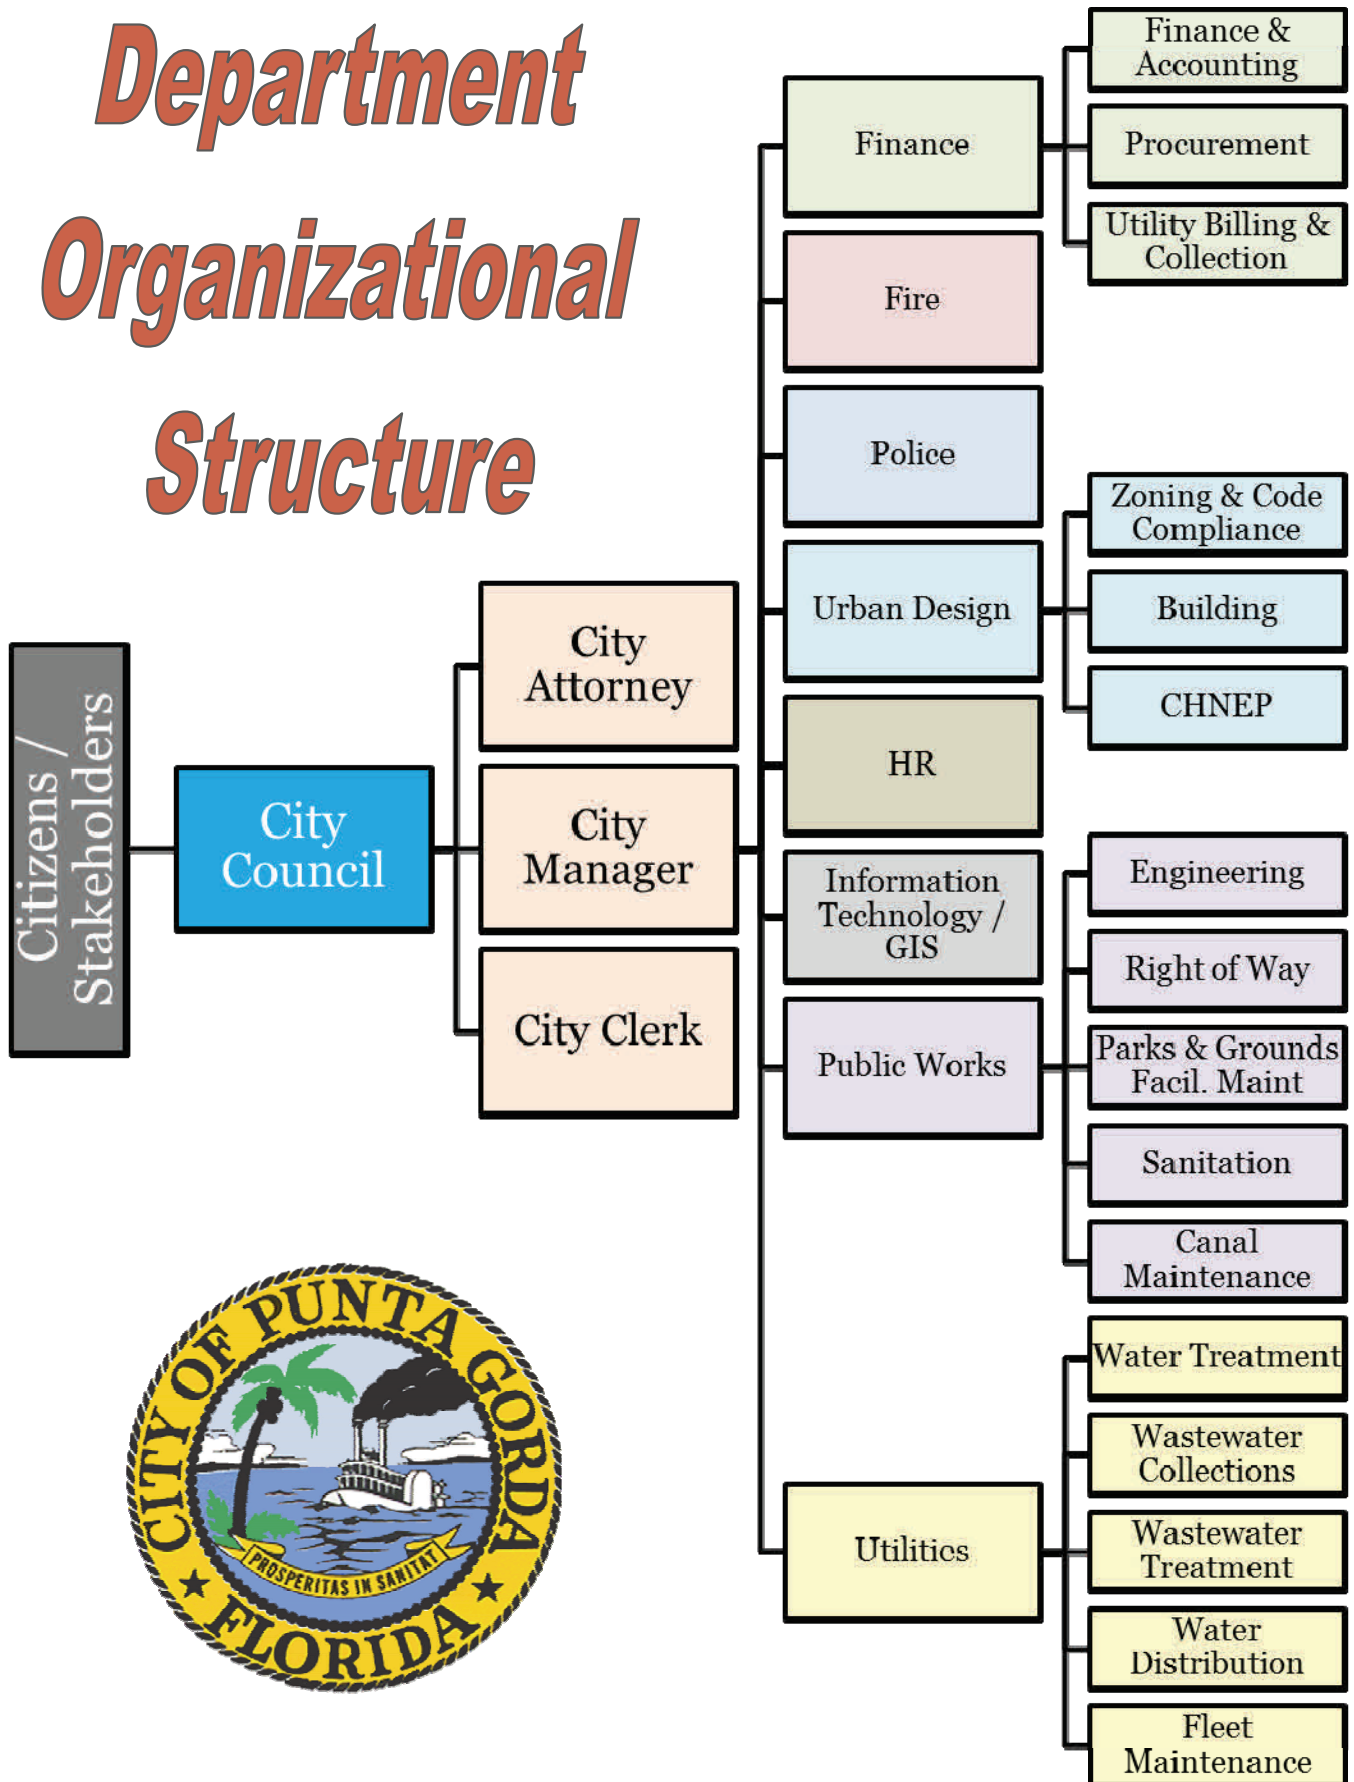 Department
Organizational
Structure
Citizens /
Stakeholders
City
Council
City
Attorney
City
Manager
City Clerk
Finance
Finance &
Accounting
Procurement
Utility Billing &
Collection
Fire
Police
Urban Design
Zoning & Code
Compliance
Building
CHNEP
HR
Information
Technology /
GIS
Public Works
Engineering
Right of Way
Parks & Grounds
Facil. Maint
Sanitation
Canal
Maintenance
Utilities
Water Treatment
Wastewater
Collections
Wastewater
Treatment
Water
Distribution
Fleet
Maintenance
CITY OF PUNTA GORDA
PROSPERITAS IN SANITAT
★ FLORIDA ★